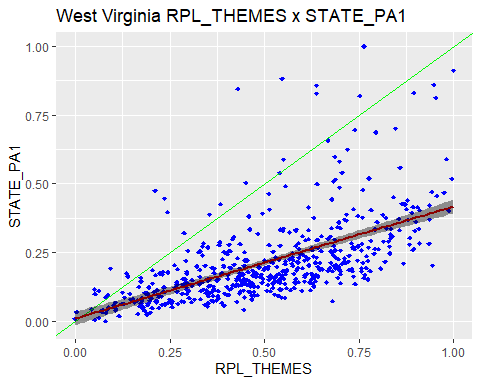 West Virginia RPL_THEMES x STATE_PA1
STATE_PA1
1.00
0.75
0.50
0.25
0.00
0.00 0.25 0.50 0.75 1.00
RPL_THEMES